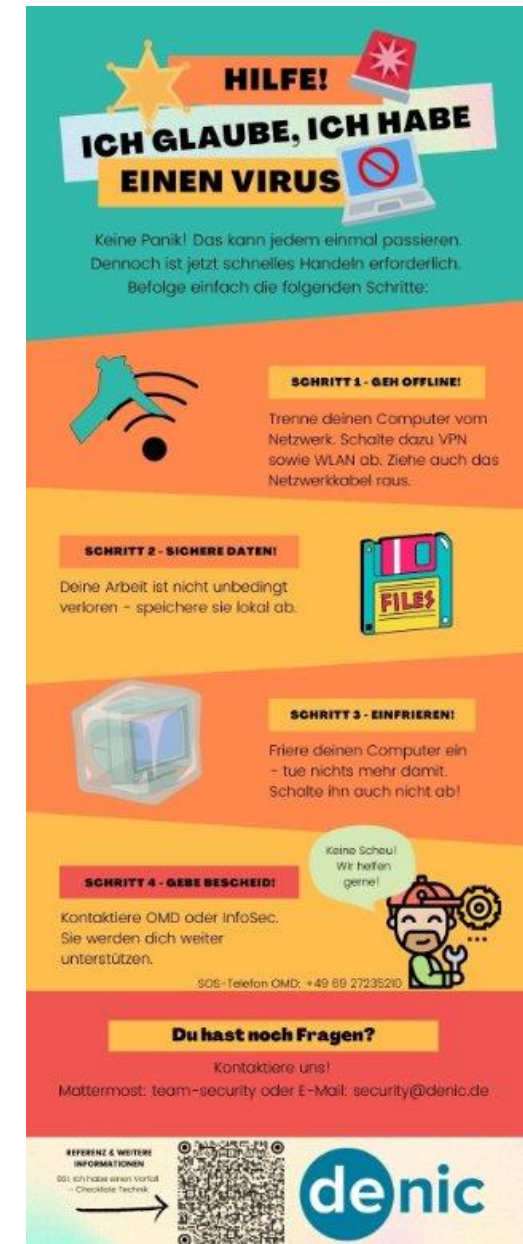 HILFE!
ICH GLAUBE, ICH HABE
EINEN VIRUS
Keine Panik! Das kann jedem einmal passieren.
Dennoch ist jetzt schnelles Handeln erforderlich.
Befolge einfach die folgenden Schritte:
SCHRITT 1 - GEH OFFLINE!
Trenne deinen Computer vom
Netzwerk. Schalte dazu VPN
sowie WLAN ab. Ziehe auch das
Netzwerkkabel raus.
SCHRITT 2 - SICHERE DATEN!
Deine Arbeit ist nicht unbedingt
verloren - speichere sie lokal ab.
FILES
SCHRITT 3 - EINFRIEREN!
Friere deinen Computer ein
- tue nichts mehr damit.
Schalte ihn auch nicht ab!
Keine Scheu!
Wir helfen
gerne!
SCHRITT 4 - GEBE BESCHEID!
Kontaktiere OMD oder InfoSec.
Sie werden dich weiter
unterstützen.
SOS-Telefon OMD: +49 69 27235210
Du hast noch Fragen?
Kontaktiere uns!
Mattermost: team-security oder E-Mail: security@denic.de
REFERENZ & WEITERE
INFORMATIONEN
BSI: Ich habe einen Vorfall
- Checkliste Technik
denic